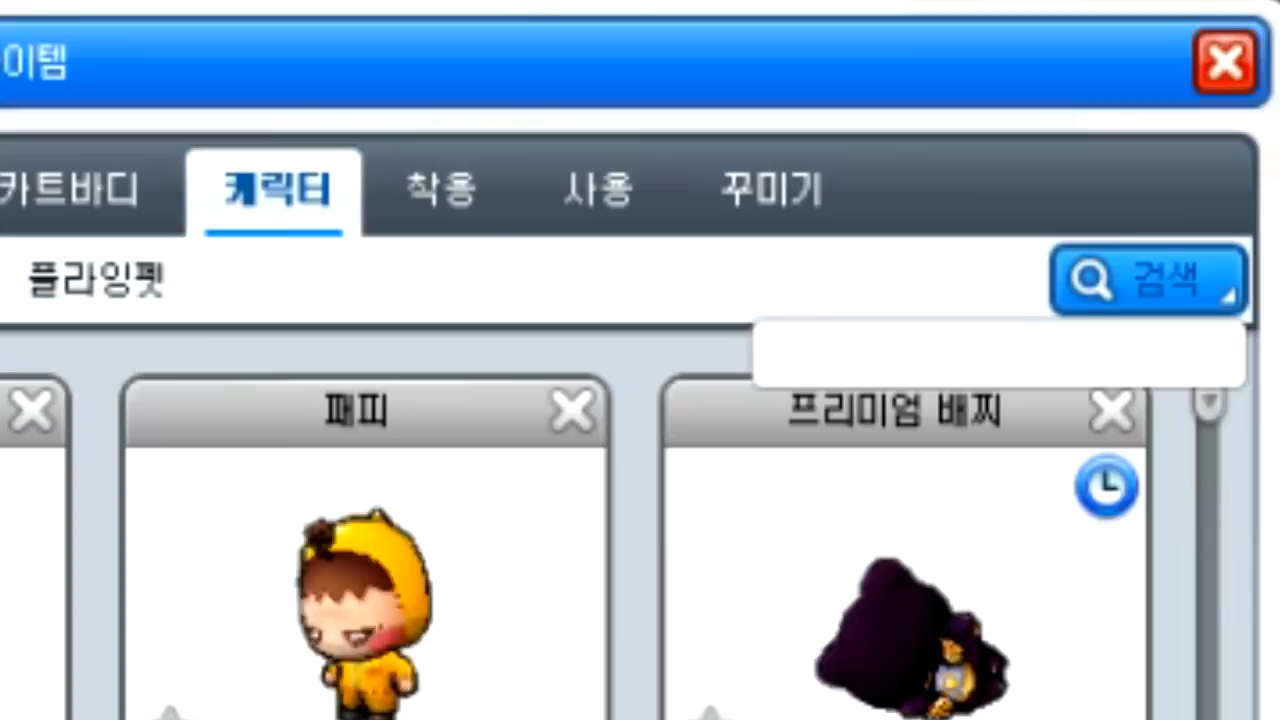 이템
카트바디 캐릭터 착용 사용 꾸미기
플라잉펫 검색
패피 프리미엄 배찌